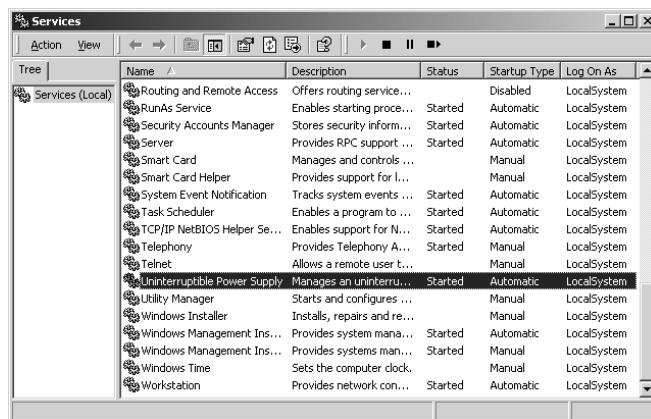 Services
Action View
Tree
Services (Local)
Name Description Status Startup Type Log On As
Routing and Remote Access Offers routing service... Disabled LocalSystem
RunAs Service Enables starting proce... Started Automatic LocalSystem
Security Accounts Manager Stores security inform... Started Automatic LocalSystem
Server Provides RPC support ... Started Automatic LocalSystem
Smart Card Manages and controls ... Manual LocalSystem
Smart Card Helper Provides support for l... Manual LocalSystem
System Event Notification Tracks system events ... Started Automatic LocalSystem
Task Scheduler Enables a program to ... Started Automatic LocalSystem
TCP/IP NetBIOS Helper Se... Enables support for N... Started Automatic LocalSystem
Telephony Provides Telephony A... Started Manual LocalSystem
Telnet Allows a remote user t... Manual LocalSystem
Uninterruptible Power Supply Manages an uninterru... Started Automatic LocalSystem
Utility Manager Starts and configures ... Manual LocalSystem
Windows Installer Installs, repairs and re... Manual LocalSystem
Windows Management Ins... Provides system mana... Started Automatic LocalSystem
Windows Management Ins... Provides systems man... Started Manual LocalSystem
Windows Time Sets the computer clock. Manual LocalSystem
Workstation Provides network con... Started Automatic LocalSystem